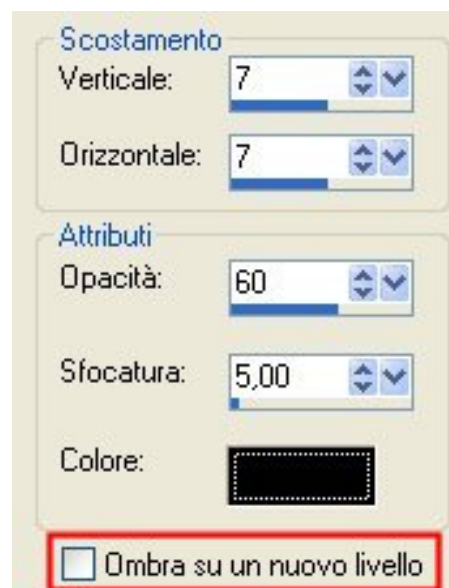 Scostamento
Verticale: 7
Orizzontale: 7
Attributi
Opacità: 60
Sfocatura: 5,00
Colore:
Ombra su un nuovo livello